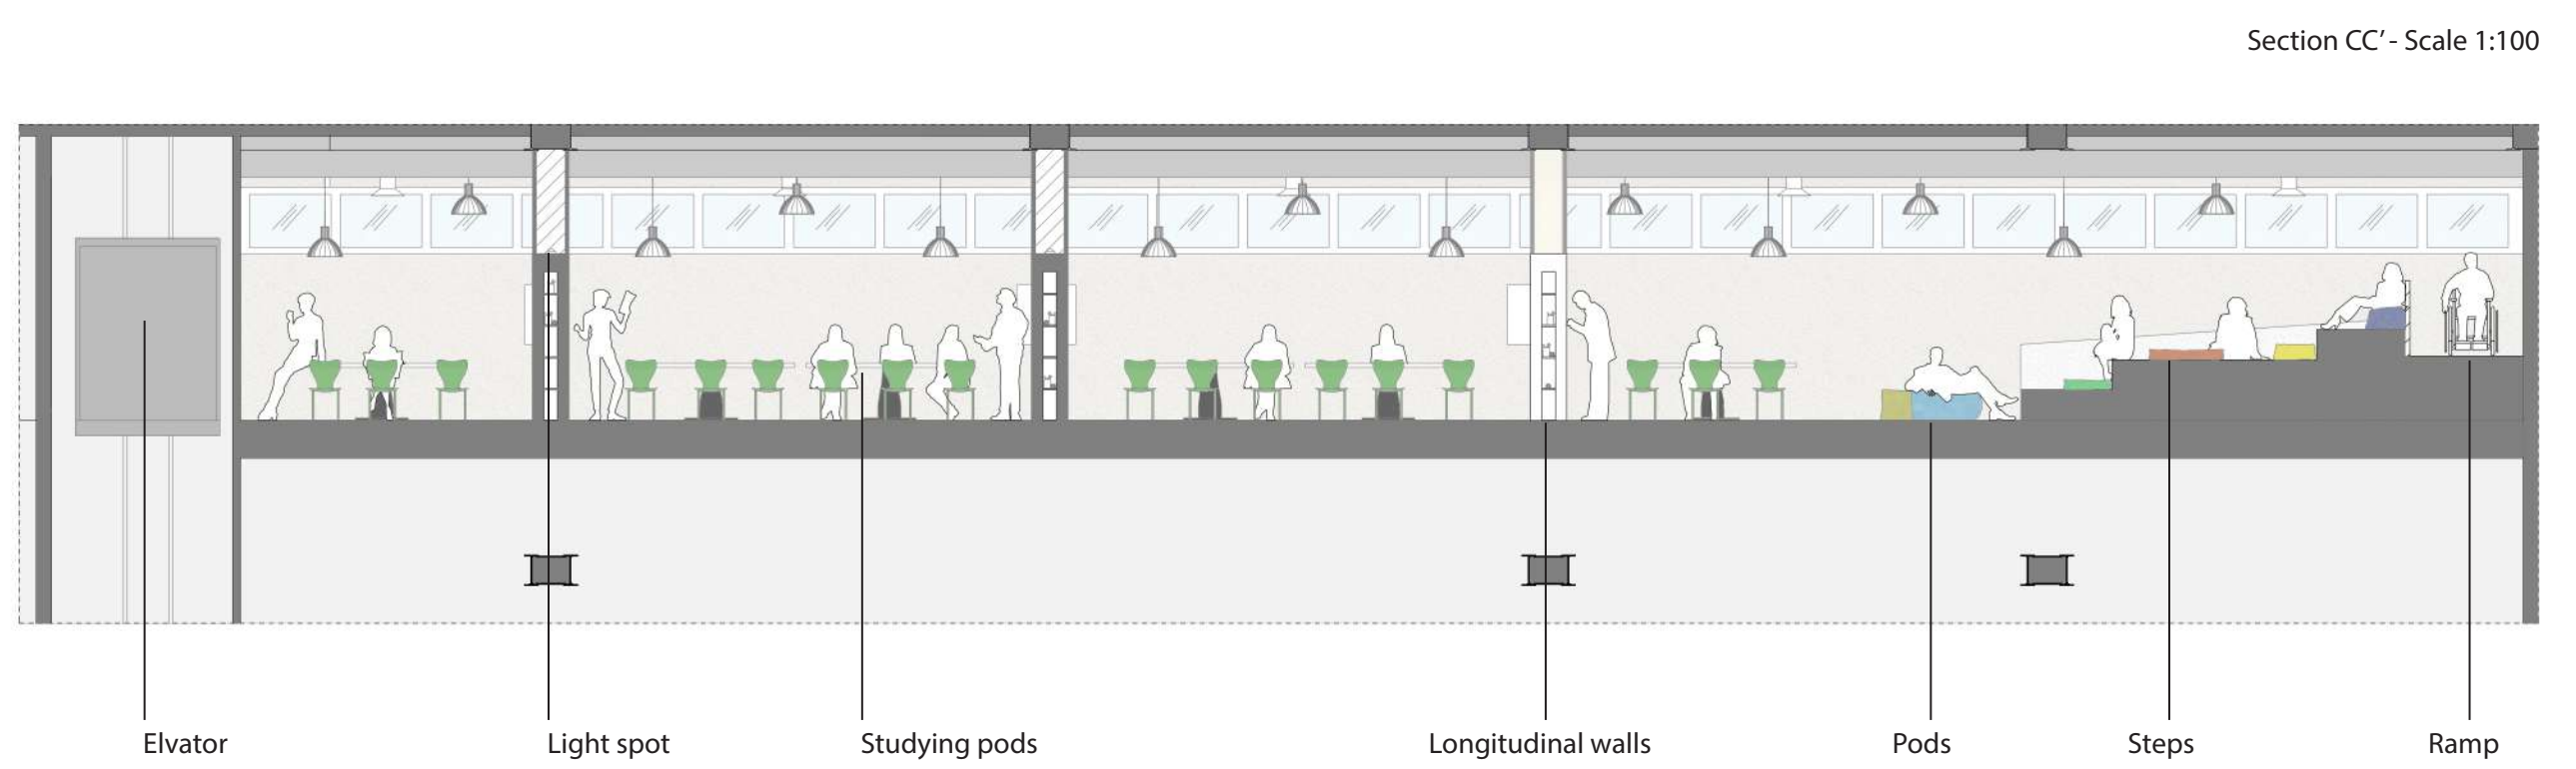 Section CC’ - Scale 1:100
Elvator
Light spot
Studying pods
Longitudinal walls
Pods
Steps
Ramp